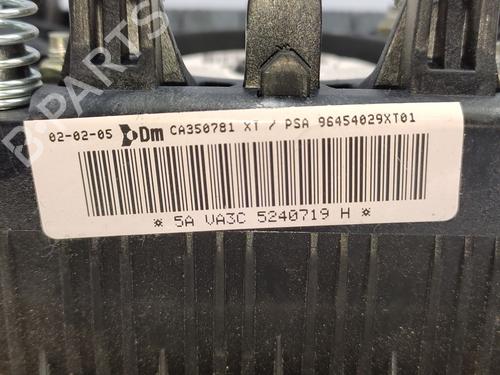 02-02-05 Dm CA350781 XT / PSA 96454029XT01
* 5A VA3C 5240719 H *
B-PARTS